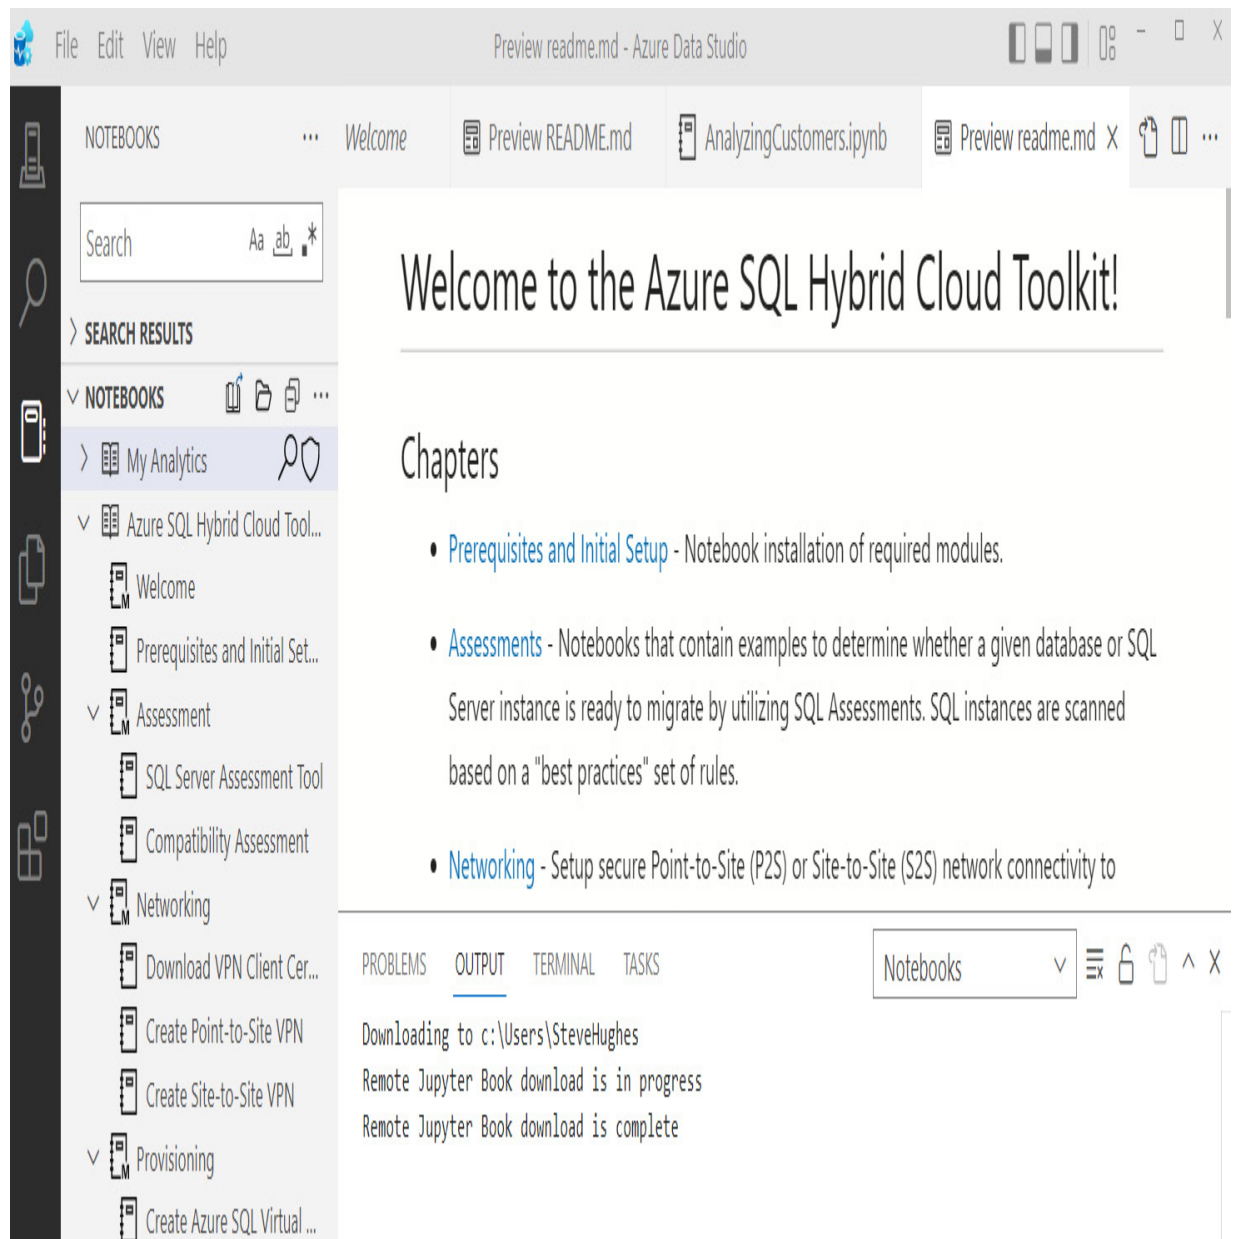 File Edit View Help
Preview readme.md - Azure Data Studio
NOTEBOOKS
Welcome
Preview README.md
AnalyzingCustomers.ipynb
Preview readme.md
Search
Aa ab .*
SEARCH RESULTS
NOTEBOOKS
My Analytics
Azure SQL Hybrid Cloud Tool...
Welcome
Prerequisites and Initial Set...
Assessment
SQL Server Assessment Tool
Compatibility Assessment
Networking
Download VPN Client Cer...
Create Point-to-Site VPN
Create Site-to-Site VPN
Provisioning
Create Azure SQL Virtual ...
Welcome to the Azure SQL Hybrid Cloud Toolkit!
Chapters
• Prerequisites and Initial Setup - Notebook installation of required modules.
• Assessments - Notebooks that contain examples to determine whether a given database or SQL
Server instance is ready to migrate by utilizing SQL Assessments. SQL instances are scanned
based on a "best practices" set of rules.
• Networking - Setup secure Point-to-Site (P2S) or Site-to-Site (S2S) network connectivity to
PROBLEMS OUTPUT TERMINAL TASKS
Notebooks
Downloading to c:\Users\SteveHughes
Remote Jupyter Book download is in progress
Remote Jupyter Book download is complete